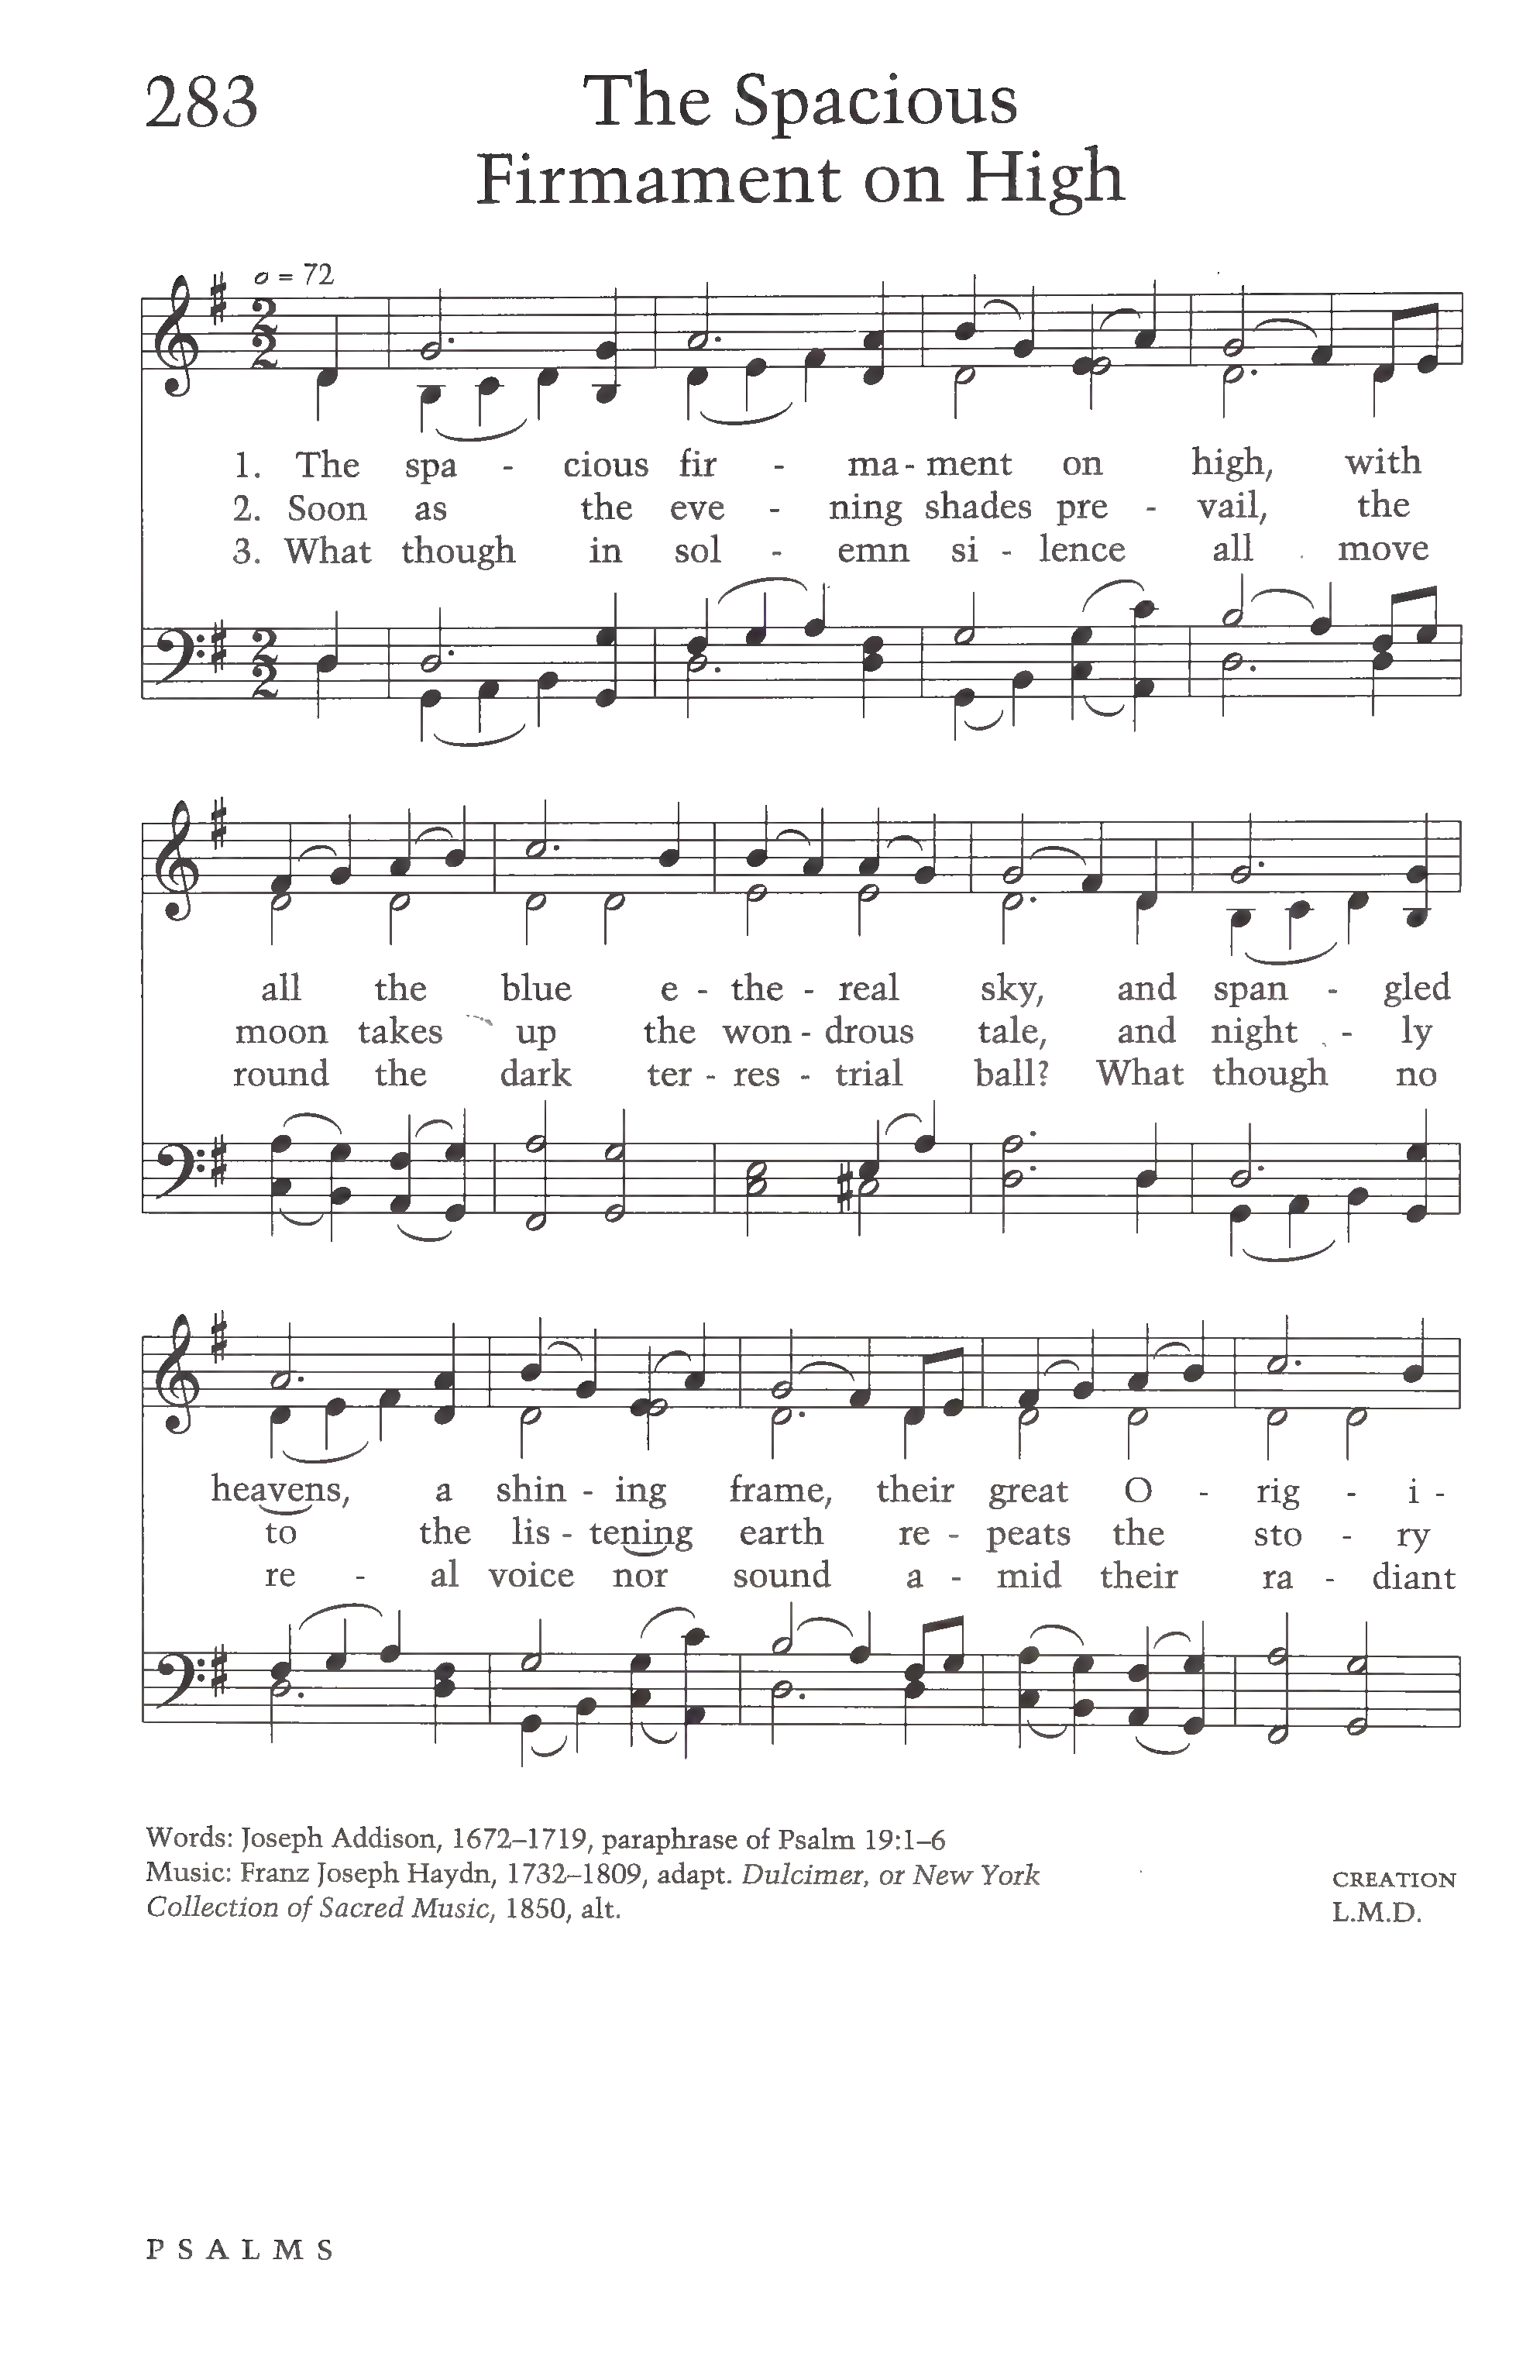 283
The Spacious
Firmament on High
= 72
1. The spa - cious fir - ma - ment on high, with
2. Soon as the eve - ning shades pre - vail, the
3. What though in sol - emn si - lence all move
all the blue e - the - real sky, and span - gled
moon takes up the won - drous tale, and night - ly
round the dark ter - res - trial ball? What though no
heavens, a shin - ing frame, their great O - rig - i -
to the lis - tening earth re - peats the sto - ry
re - al voice nor sound a - mid their ra - diant
Words: Joseph Addison, 1672–1719, paraphrase of Psalm 19:1–6
Music: Franz Joseph Haydn, 1732–1809, adapt. Dulcimer, or New York
Collection of Sacred Music, 1850, alt.
CREATION
L.M.D.
PSALMS